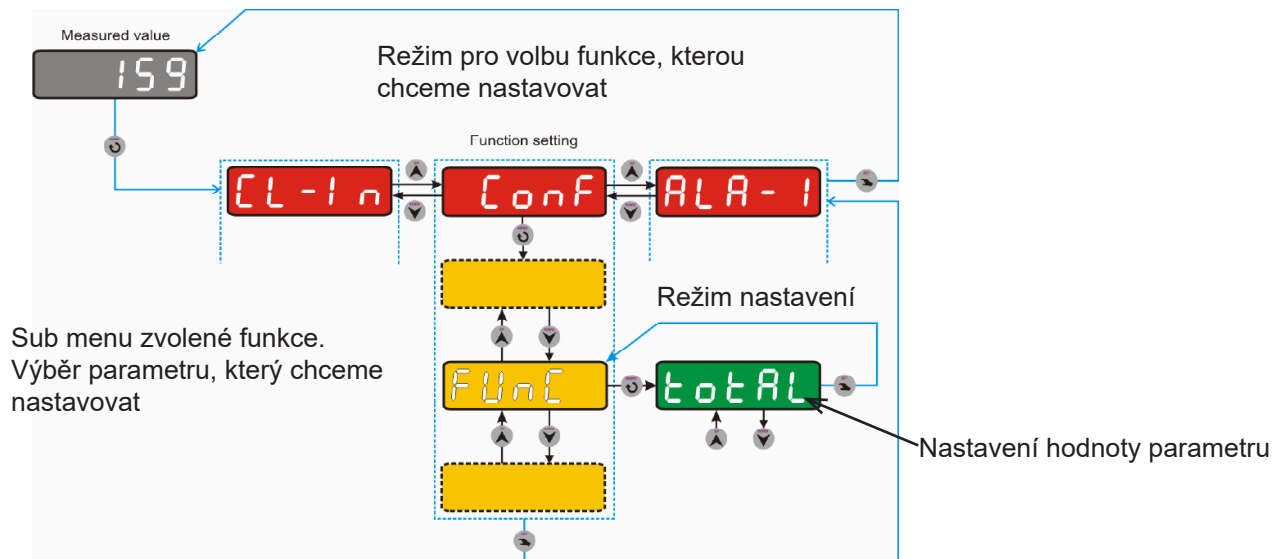 Measured value
159
Režim pro volbu funkce, kterou
chceme nastavovat
Function setting
CL-In
ConF
ALA-1
Režim nastavení
Sub menu zvolené funkce.
Výběr parametru, který chceme
nastavovat
FUnC
totAL
Nastavení hodnoty parametru